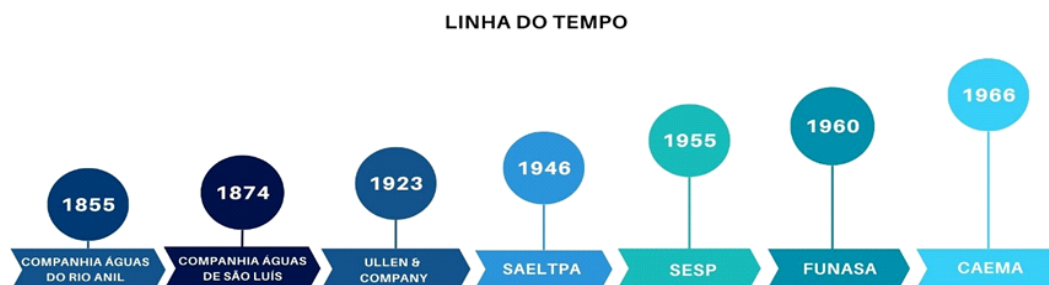 LINHA DO TEMPO
1855
1874
1923
1946
1955
1960
1966
COMPANHIA ÁGUAS
DO RIO ANIL
COMPANHIA ÁGUAS
DE SÃO LUÍS
ULLEN &
COMPANY
SAELTPA
SESP
FUNASA
CAEMA